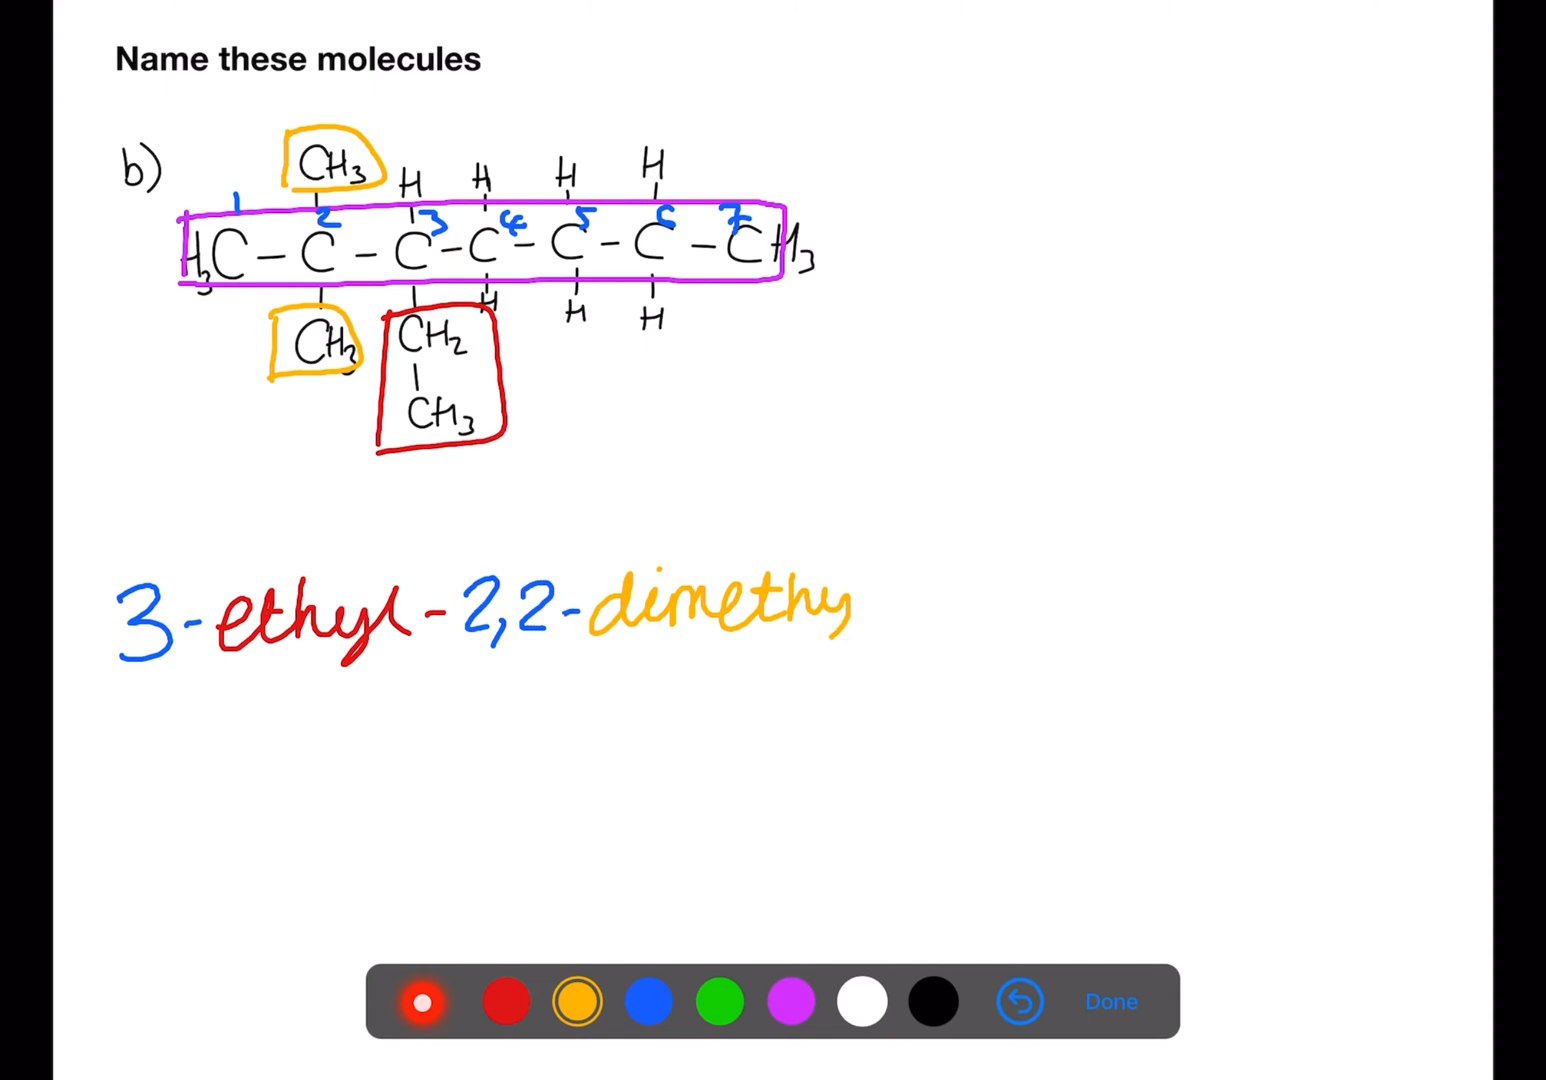 Name these molecules
b)
CH3 H H H H
1 2 3 4 5 6 7
H3C - C - C - C - C - C - CH3
H H H
CH3 CH2
CH3
3-ethyl-2,2-dimethy
Done